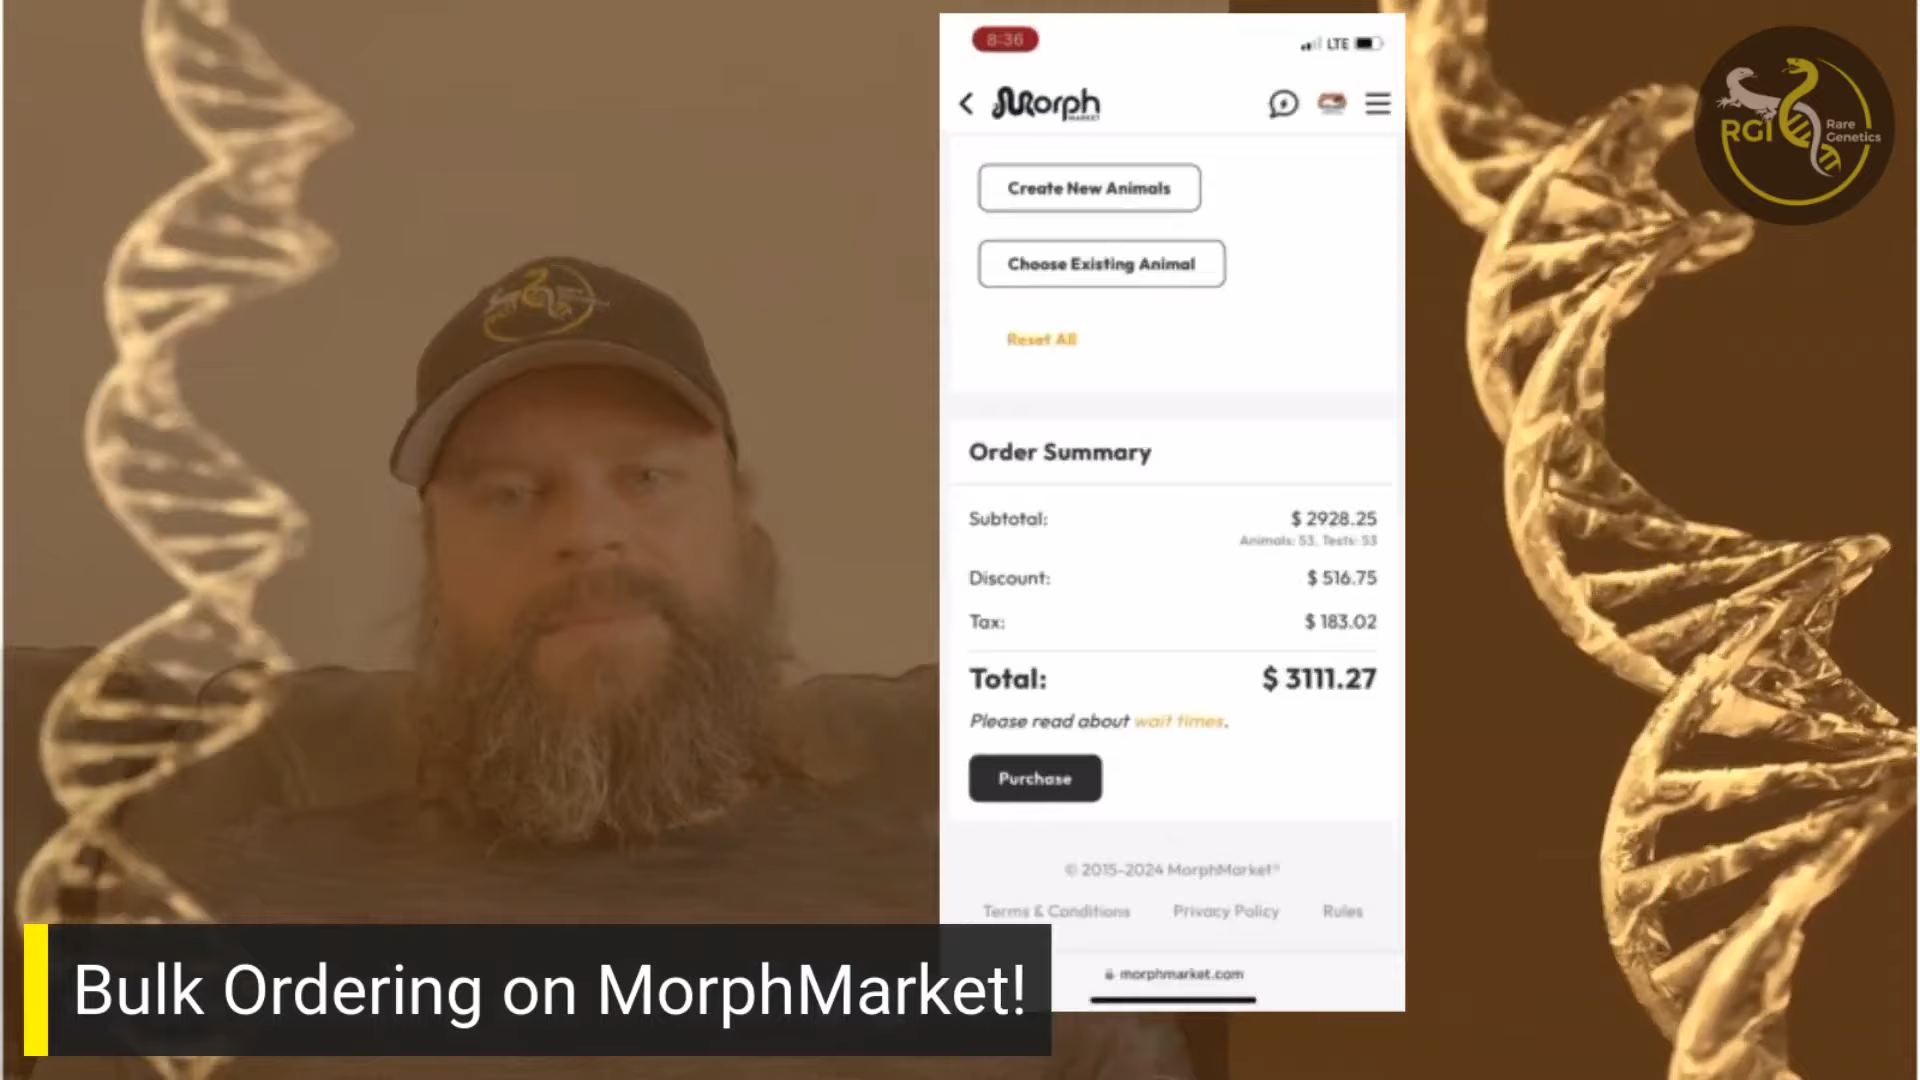 8:36
LTE
Morph
MARKET
Create New Animals
Choose Existing Animal
Reset All
Order Summary
Subtotal: $ 2928.25
Animals: 53, Tests: 53
Discount: $ 516.75
Tax: $ 183.02
Total: $ 3111.27
Please read about wait times.
Purchase
© 2015-2024 MorphMarket®
Terms & Conditions Privacy Policy Rules
morphmarket.com
RGI Rare
Genetics
Bulk Ordering on MorphMarket!